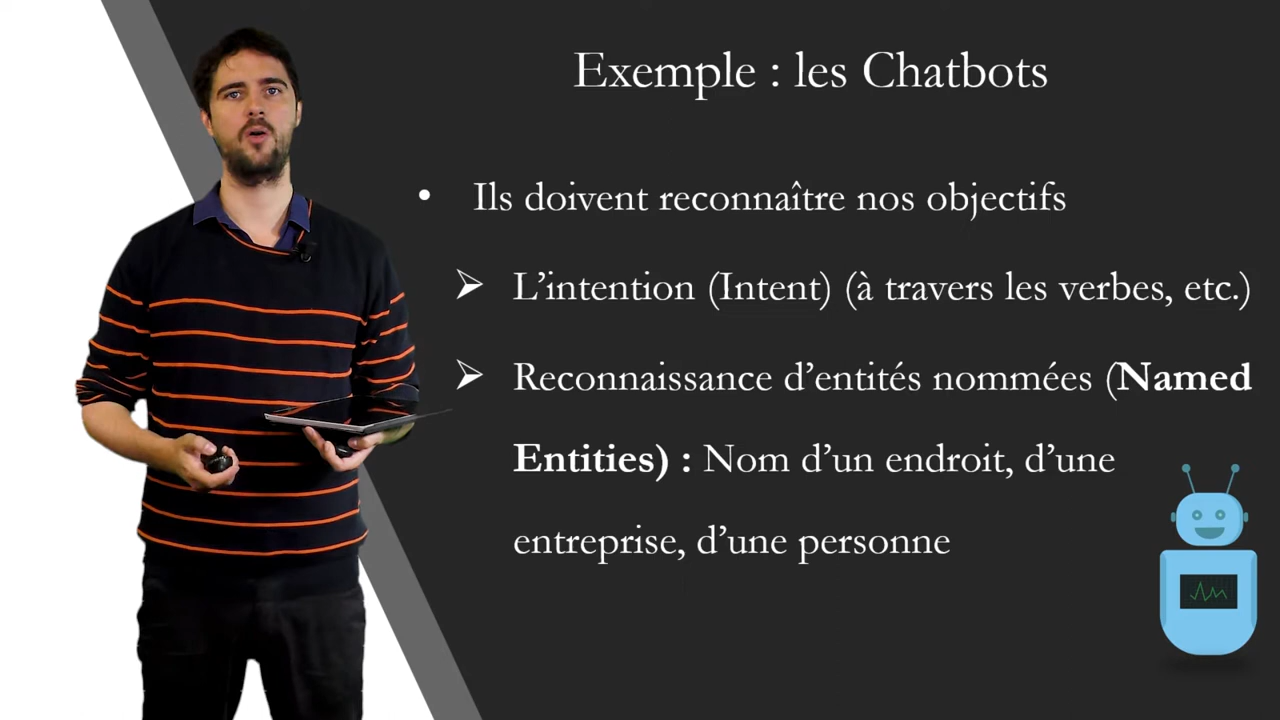 Exemple : les Chatbots
• Ils doivent reconnaître nos objectifs
➢ L’intention (Intent) (à travers les verbes, etc.)
➢ Reconnaissance d’entités nommées (Named
Entities) : Nom d’un endroit, d’une
entreprise, d’une personne